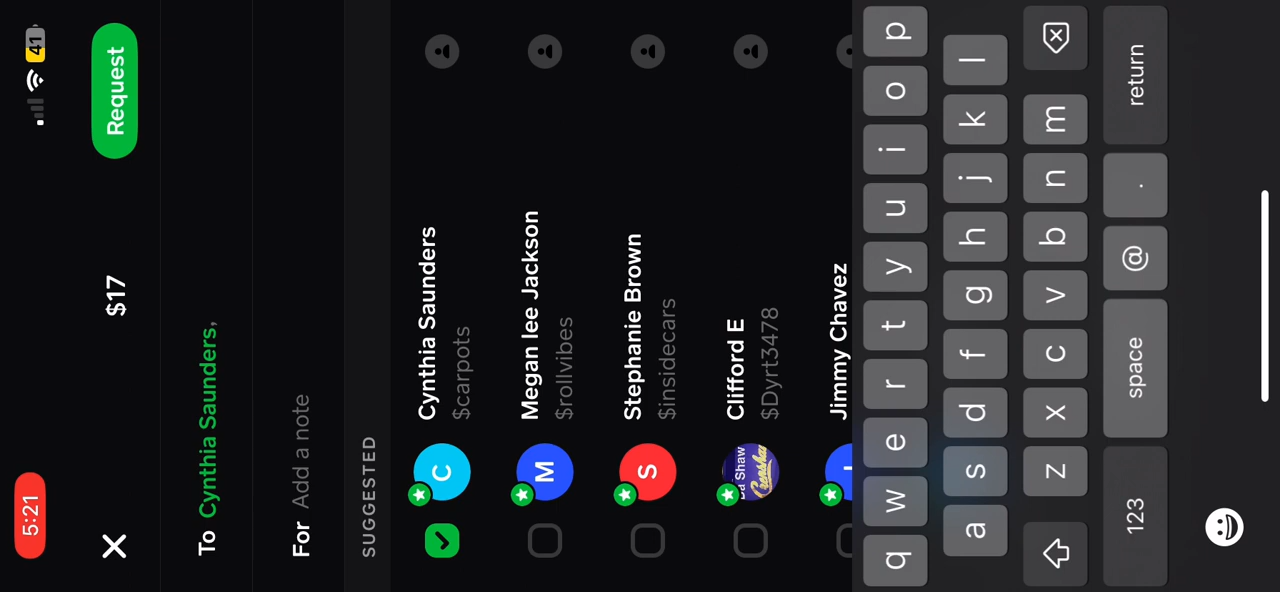 5:21
41
$17
Request
To Cynthia Saunders,
For Add a note
SUGGESTED
C
Cynthia Saunders
$carpots
M
Megan lee Jackson
$rollvibes
S
Stephanie Brown
$insidecars
Clifford E
$Dyrt3478
Jimmy Chavez
q w e r t y u i o p
a s d f g h j k l
z x c v b n m
123 space @ . return